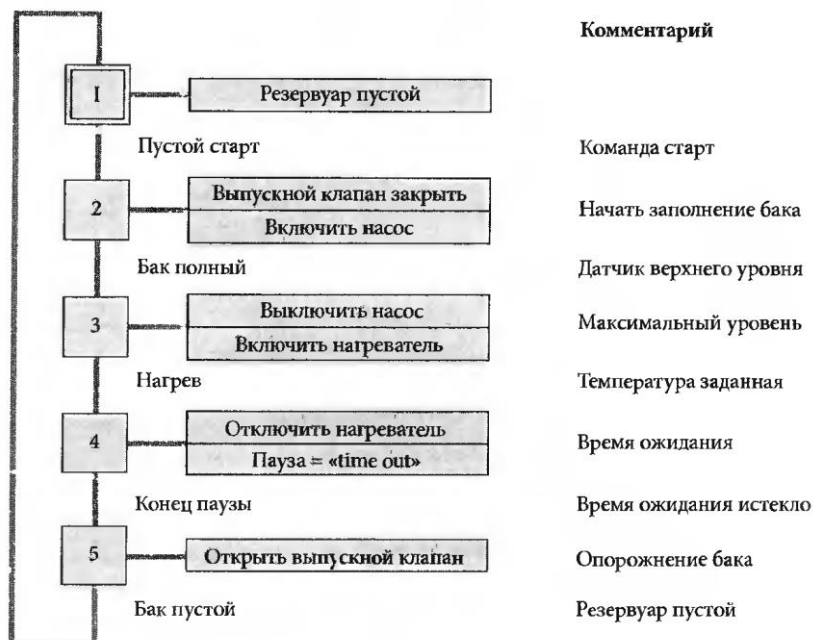 Комментарий
I
Резервуар пустой
Пустой старт
Команда старт
2
Выпускной клапан закрыть
Включить насос
Начать заполнение бака
Бак полный
Датчик верхнего уровня
3
Выключить насос
Включить нагреватель
Максимальный уровень
Нагрев
Температура заданная
4
Отключить нагреватель
Пауза = «time out»
Время ожидания
Конец паузы
Время ожидания истекло
5
Открыть выпускной клапан
Опорожнение бака
Бак пустой
Резервуар пустой